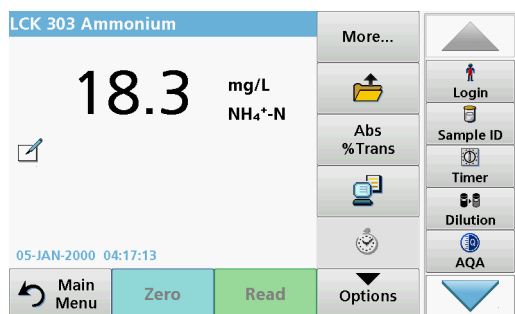 LCK 303 Ammonium
18.3 mg/L
NH₄⁺-N
05-JAN-2000 04:17:13
Main
Menu
Zero
Read
More...
Abs
%Trans
Options
Login
Sample ID
Timer
Dilution
AQA